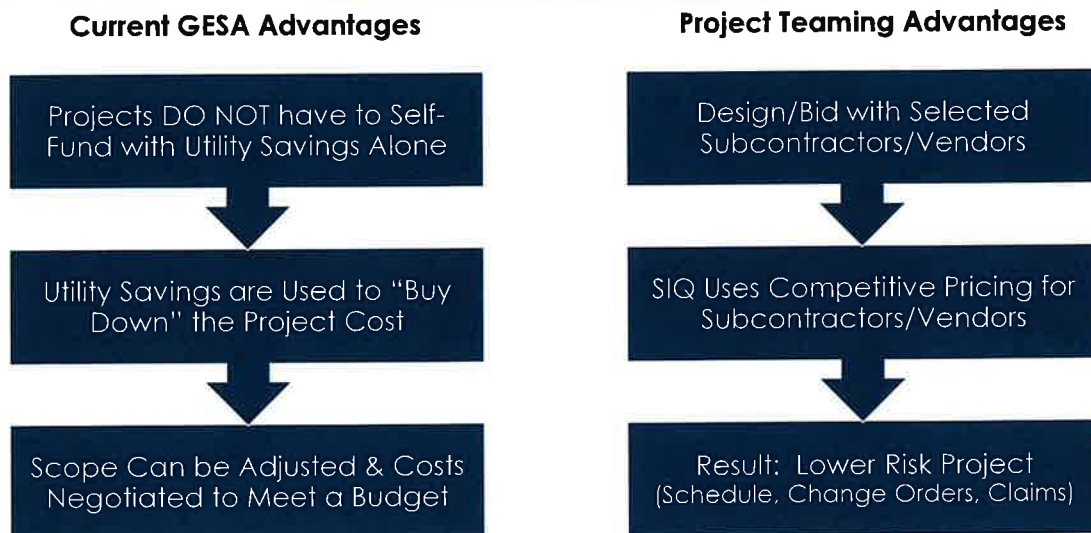 Current GESA Advantages
Projects DO NOT have to Self-
Fund with Utility Savings Alone
Utility Savings are Used to “Buy
Down” the Project Cost
Scope Can be Adjusted & Costs
Negotiated to Meet a Budget
Project Teaming Advantages
Design/Bid with Selected
Subcontractors/Vendors
SIQ Uses Competitive Pricing for
Subcontractors/Vendors
Result: Lower Risk Project
(Schedule, Change Orders, Claims)